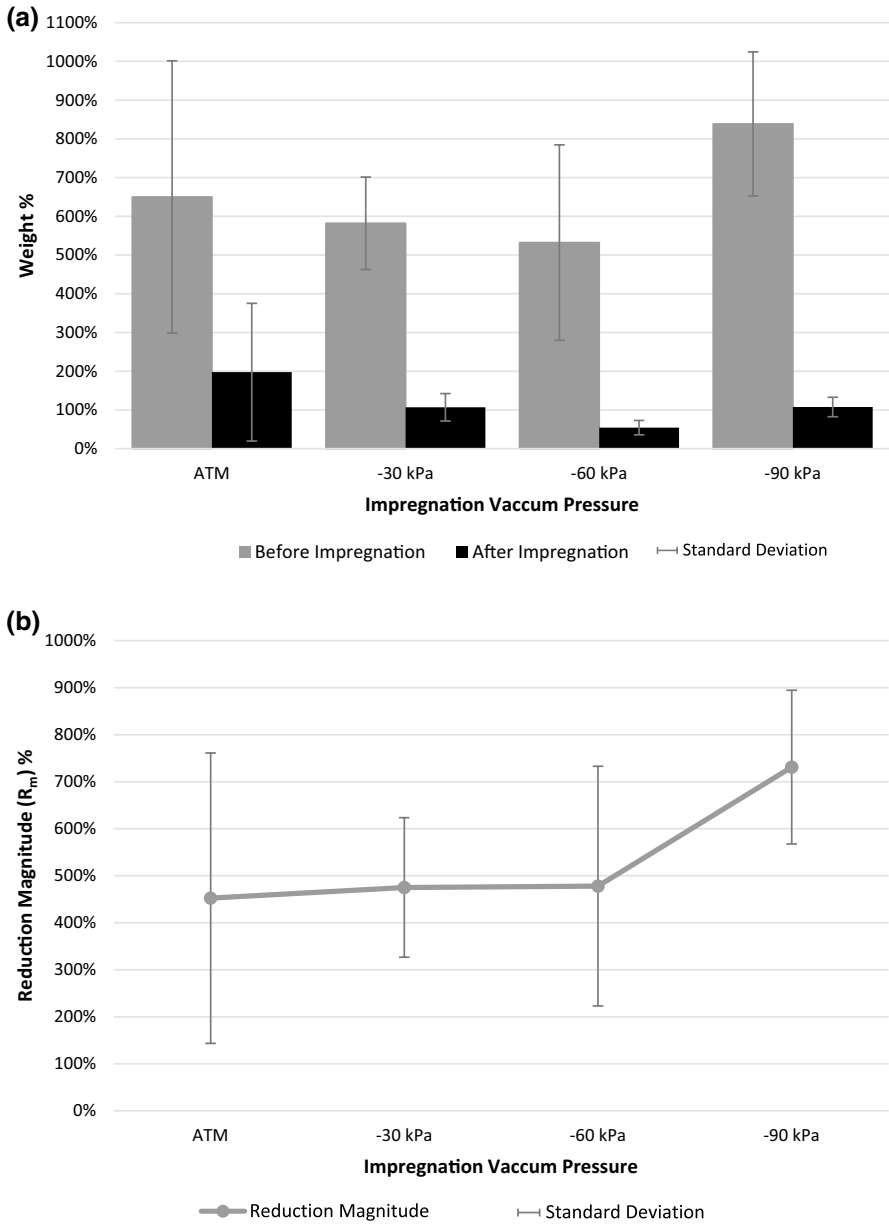 (a)
1100%
1000%
900%
800%
700%
600%
500%
400%
300%
200%
100%
0%
Weight %
ATM -30 kPa -60 kPa -90 kPa
Impregnation Vaccum Pressure
Before Impregnation After Impregnation Standard Deviation
(b)
1000%
900%
800%
700%
600%
500%
400%
300%
200%
100%
0%
Reduction Magnitude (Rm) %
ATM -30 kPa -60 kPa -90 kPa
Impregnation Vaccum Pressure
Reduction Magnitude Standard Deviation